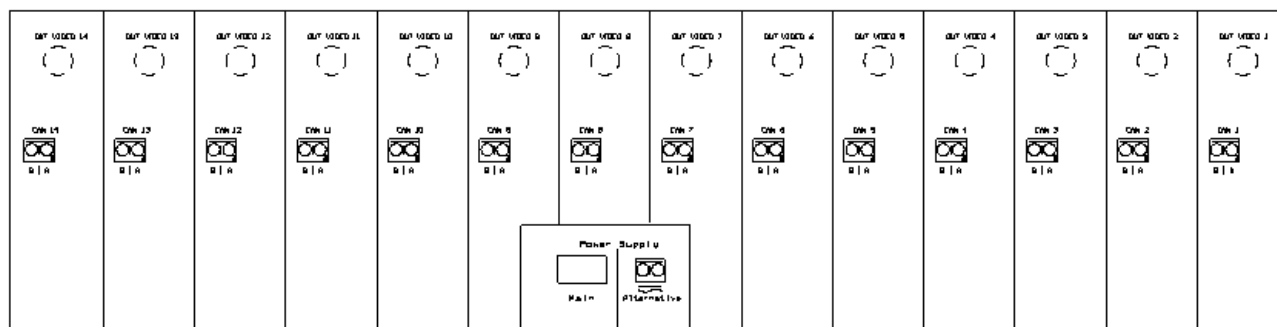 OUT VIDEO 14 OUT VIDEO 13 OUT VIDEO 12 OUT VIDEO 11 OUT VIDEO 10 OUT VIDEO 9 OUT VIDEO 8 OUT VIDEO 7 OUT VIDEO 6 OUT VIDEO 5 OUT VIDEO 4 OUT VIDEO 3 OUT VIDEO 2 OUT VIDEO 1
CAN 14 CAN 13 CAN 12 CAN 11 CAN 10 CAN 9 CAN 8 CAN 7 CAN 6 CAN 5 CAN 4 CAN 3 CAN 2 CAN 1
B | A B | A B | A B | A B | A B | A B | A B | A B | A B | A B | A B | A B | A B | A
Power Supply
Main Alternative